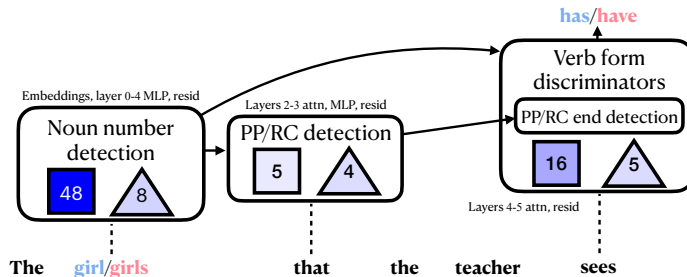 has/have
Embeddings, layer 0-4 MLP, resid
Noun number
detection
48
8
Layers 2-3 attn, MLP, resid
PP/RC detection
5
4
Verb form
discriminators
PP/RC end detection
16
5
Layers 4-5 attn, resid
The girl/girls that the teacher sees